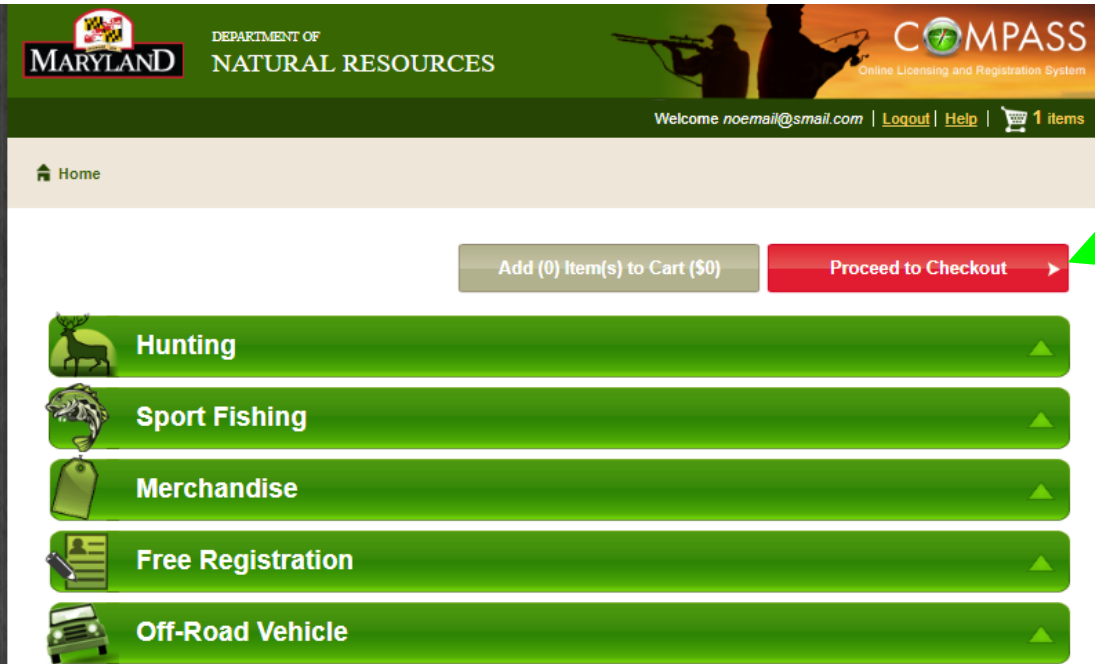 MARYLAND
DEPARTMENT OF
NATURAL RESOURCES
COMPASS
Online Licensing and Registration System
Welcome noemail@smail.com | Logout | Help | 1 items
Home
Add (0) Item(s) to Cart ($0)
Proceed to Checkout
Hunting
Sport Fishing
Merchandise
Free Registration
Off-Road Vehicle